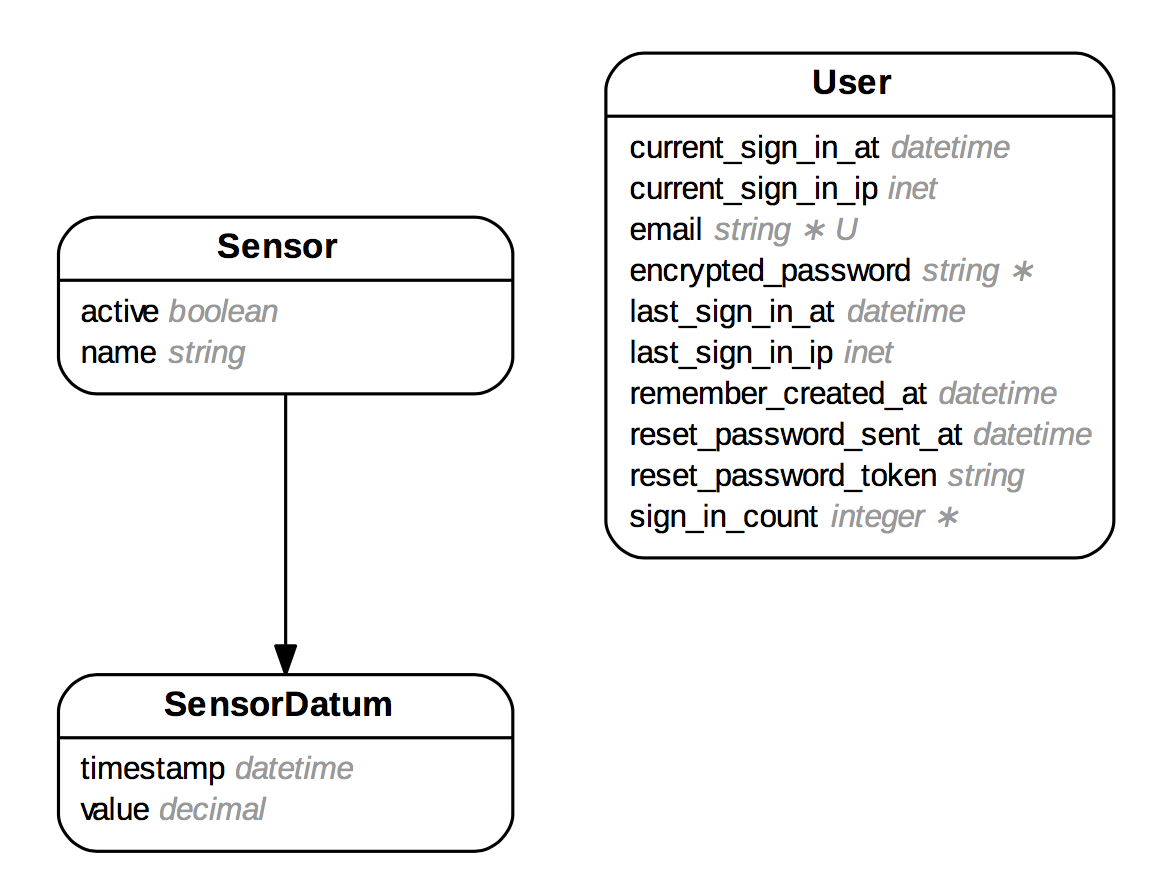 Sensor
active boolean
name string
SensorDatum
timestamp datetime
value decimal
User
current_sign_in_at datetime
current_sign_in_ip inet
email string ∗ U
encrypted_password string ∗
last_sign_in_at datetime
last_sign_in_ip inet
remember_created_at datetime
reset_password_sent_at datetime
reset_password_token string
sign_in_count integer ∗